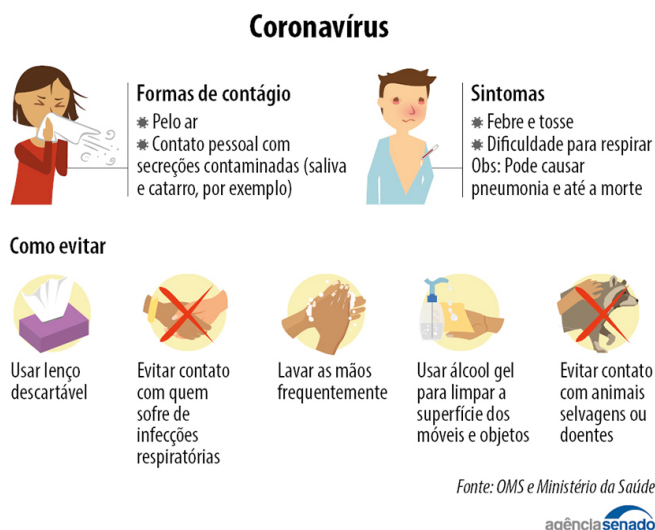 Coronavírus
Formas de contágio
Pelo ar
Contato pessoal com
secreções contaminadas (saliva
e catarro, por exemplo)
Sintomas
Febre e tosse
Dificuldade para respirar
Obs: Pode causar
pneumonia e até a morte
Como evitar
Usar lenço
descartável
Evitar contato
com quem
sofre de
infecções
respiratórias
Lavar as mãos
frequentemente
Usar álcool gel
para limpar a
superfície dos
móveis e objetos
Evitar contato
com animais
selvagens ou
doentes
Fonte: OMS e Ministério da Saúde
agênciasenado